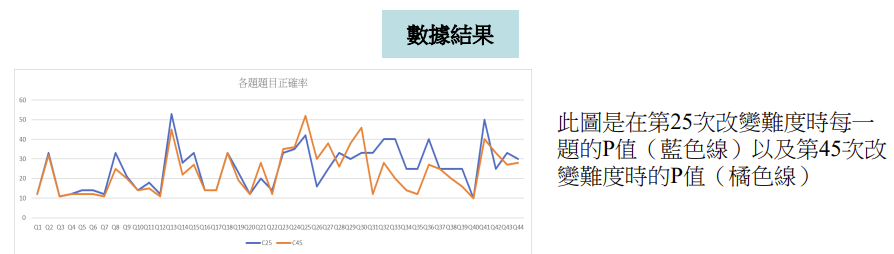 數據結果
各題題目正確率
60
50
40
30
20
10
0
Q1 Q2 Q3 Q4 Q5 Q6 Q7 Q8 Q9 Q10 Q11 Q12 Q13 Q14 Q15 Q16 Q17 Q18 Q19 Q20 Q21 Q22 Q23 Q24 Q25 Q26 Q27 Q28 Q29 Q30 Q31 Q32 Q33 Q34 Q35 Q36 Q37 Q38 Q39 Q40 Q41 Q42 Q43 Q44
C25 C45
此圖是在第25次改變難度時每一
題的P值（藍色線）以及第45次改
變難度時的P值（橘色線）